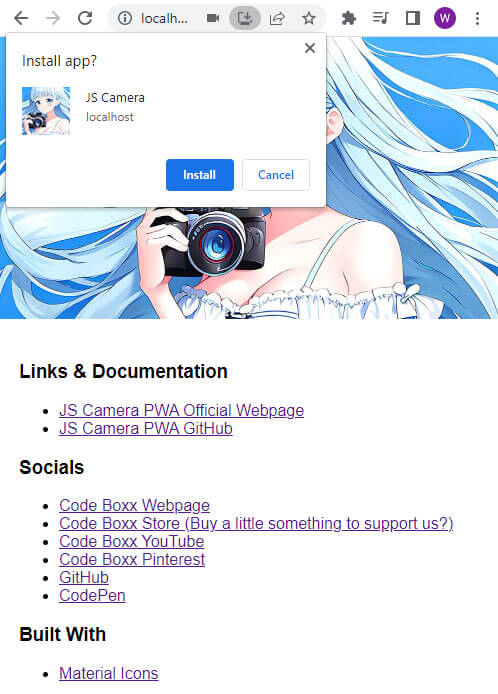 localh...
W
Install app?
JS Camera
localhost
Install Cancel
Links & Documentation
JS Camera PWA Official Webpage
JS Camera PWA GitHub
Socials
Code Boxx Webpage
Code Boxx Store (Buy a little something to support us?)
Code Boxx YouTube
Code Boxx Pinterest
GitHub
CodePen
Built With
Material Icons